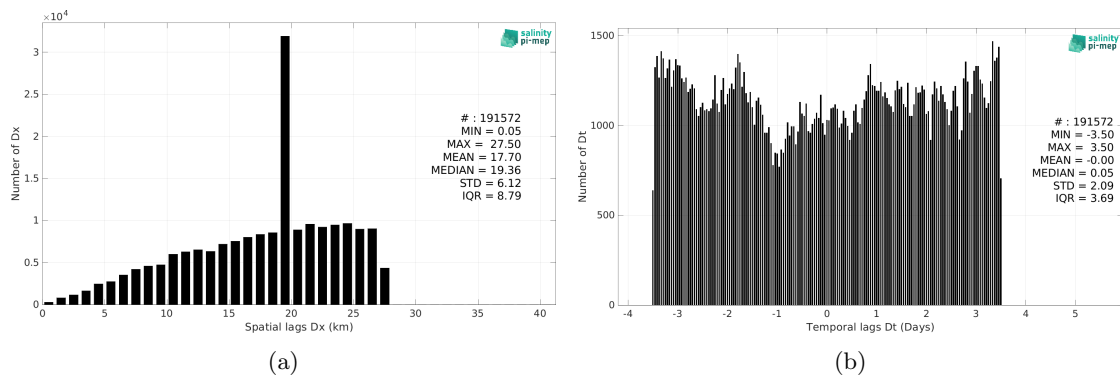 ×10⁴
salinity
pi-mep
3
2.5
2
1.5
1
0.5
0
Number of Dx
# : 191572
MIN = 0.05
MAX = 27.50
MEAN = 17.70
MEDIAN = 19.36
STD = 6.12
IQR = 8.79
0 5 10 15 20 25 30 35 40
Spatial lags Dx (km)
(a)
salinity
pi-mep
1500
1000
500
0
Number of Dt
# : 191572
MIN = -3.50
MAX = 3.50
MEAN = -0.00
MEDIAN = 0.05
STD = 2.09
IQR = 3.69
-4 -3 -2 -1 0 1 2 3 4 5
Temporal lags Dt (Days)
(b)